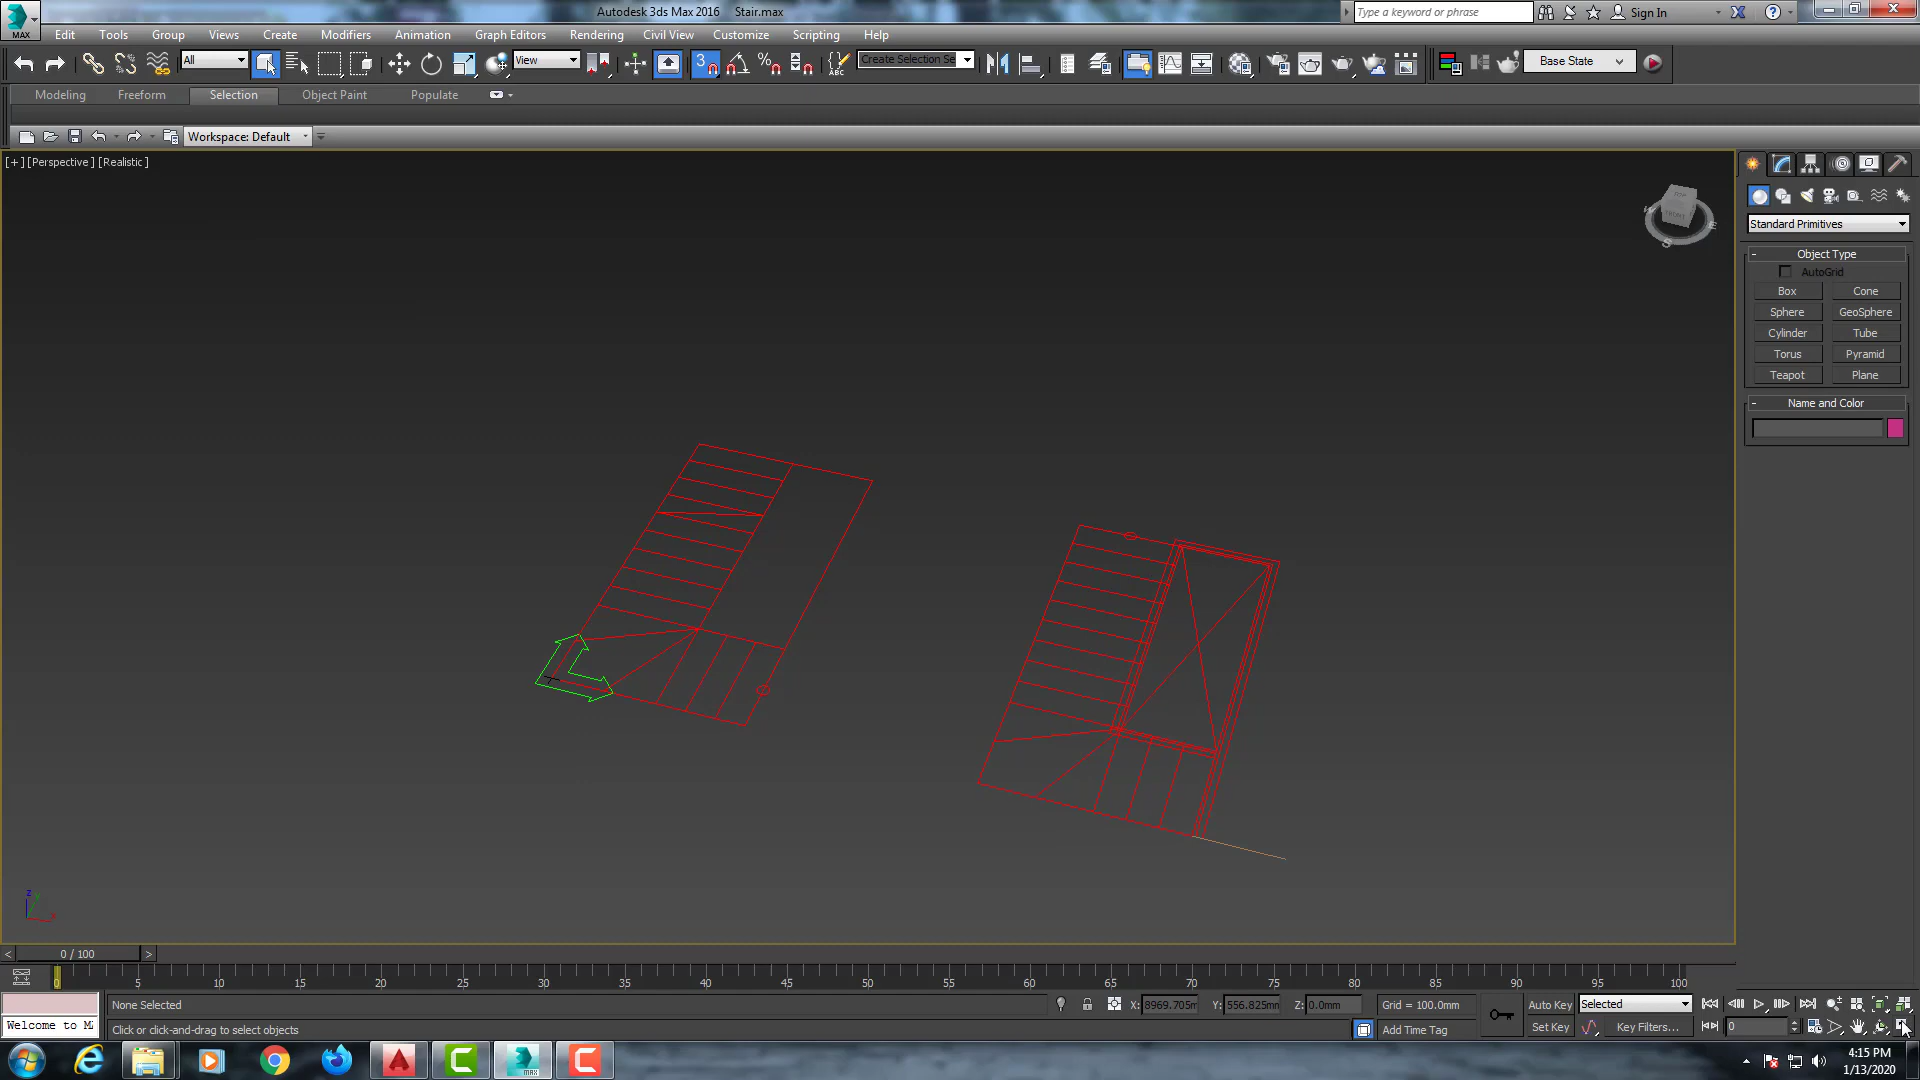 Autodesk 3ds Max 2016 Stair.max
Type a keyword or phrase
Sign In
MAX
Edit Tools Group Views Create Modifiers Animation Graph Editors Rendering Civil View Customize Scripting Help
All
View
3
ABC
Create Selection Se
Base State
Modeling Freeform Selection Object Paint Populate
Workspace: Default
[+] [Perspective] [Realistic]
Standard Primitives
Object Type
AutoGrid
Box Cone
Sphere GeoSphere
Cylinder Tube
Torus Pyramid
Teapot Plane
Name and Color
0 / 100
0 5 10 15 20 25 30 35 40 45 50 55 60 65 70 75 80 85 90 95 100
None Selected
X: 8969.705m Y: 556.825mm Z: 0.0mm
Grid = 100.0mm
Auto Key
Selected
Welcome to M
Click or click-and-drag to select objects
Add Time Tag
Set Key
Key Filters...
0
4:15 PM
1/13/2020